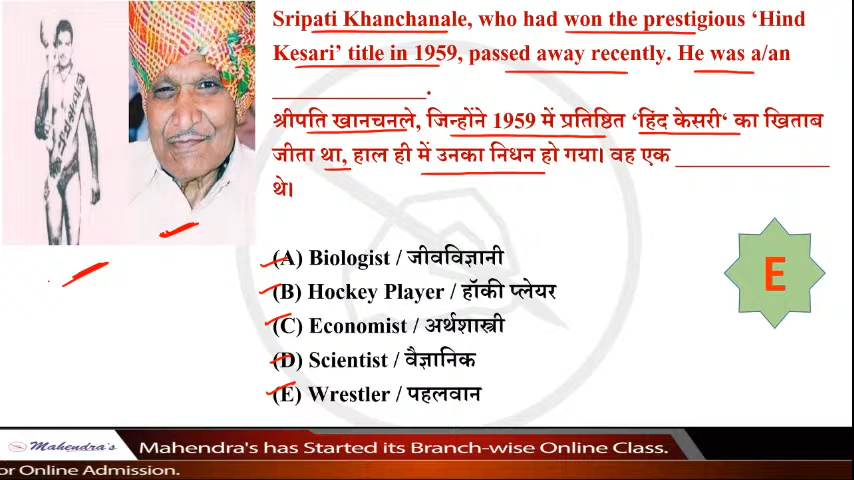 Sripati Khanchanale, who had won the prestigious ‘Hind
Kesari’ title in 1959, passed away recently. He was a/an
______________.
श्रीपति खानचनले, जिन्होंने 1959 में प्रतिष्ठित ‘हिंद केसरी‘ का खिताब
जीता था, हाल ही में उनका निधन हो गया। वह एक ______________
थे।
(A) Biologist / जीवविज्ञानी
(B) Hockey Player / हॉकी प्लेयर
(C) Economist / अर्थशास्त्री
(D) Scientist / वैज्ञानिक
(E) Wrestler / पहलवान
E
Mahendra's
Mahendra's has Started its Branch-wise Online Class.
or Online Admission.